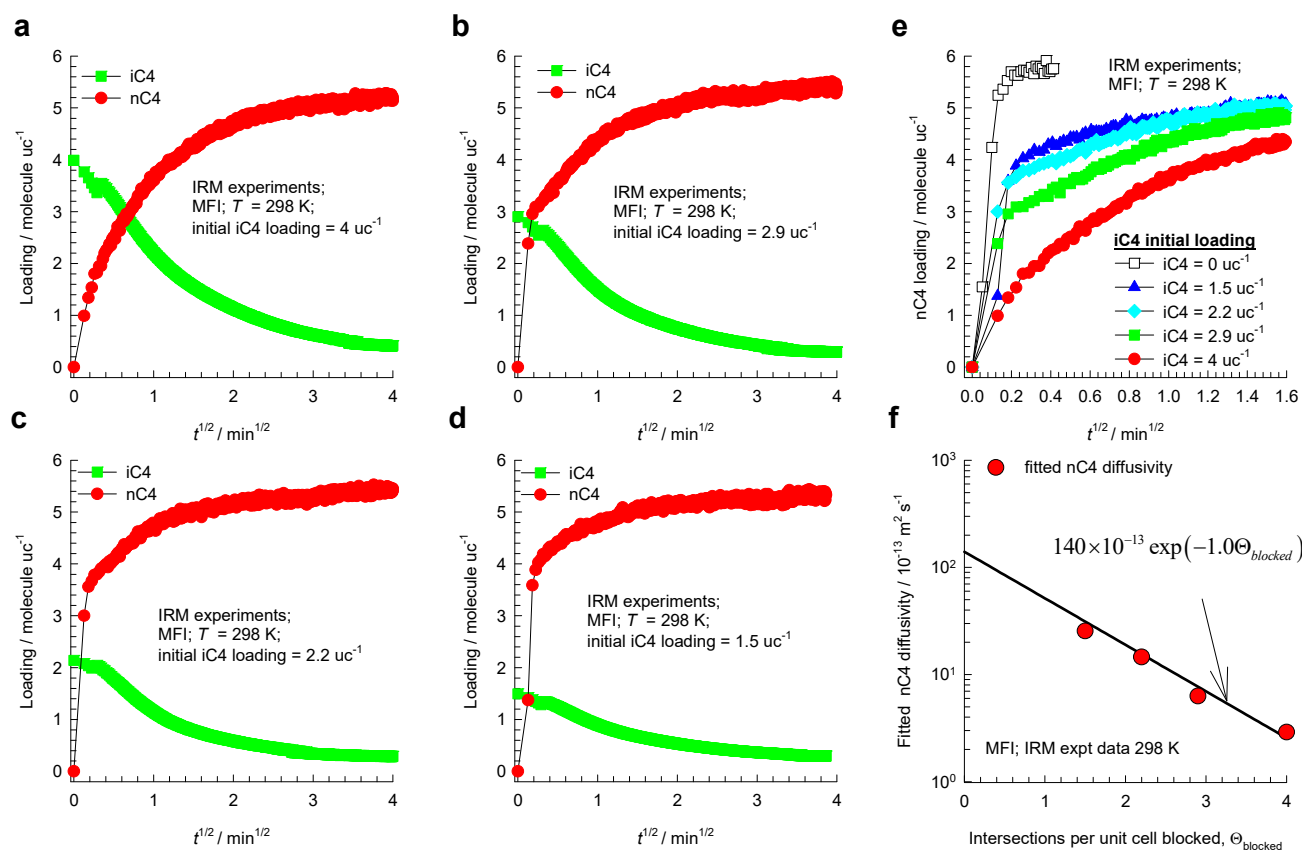 a
iC4
nC4
Loading / molecule uc⁻¹
6
5
4
3
2
1
0
IRM experiments;
MFI; T = 298 K;
initial iC4 loading = 4 uc⁻¹
0 1 2 3 4
t^1/2 / min^1/2
b
iC4
nC4
Loading / molecule uc⁻¹
6
5
4
3
2
1
0
IRM experiments;
MFI; T = 298 K;
initial iC4 loading = 2.9 uc⁻¹
0 1 2 3 4
t^1/2 / min^1/2
e
IRM experiments;
MFI; T = 298 K
nC4 loading / molecule uc⁻¹
6
5
4
3
2
1
0
iC4 initial loading
iC4 = 0 uc⁻¹
iC4 = 1.5 uc⁻¹
iC4 = 2.2 uc⁻¹
iC4 = 2.9 uc⁻¹
iC4 = 4 uc⁻¹
0.0 0.2 0.4 0.6 0.8 1.0 1.2 1.4 1.6
t^1/2 / min^1/2
c
iC4
nC4
Loading / molecule uc⁻¹
6
5
4
3
2
1
0
IRM experiments;
MFI; T = 298 K;
initial iC4 loading = 2.2 uc⁻¹
0 1 2 3 4
t^1/2 / min^1/2
d
iC4
nC4
Loading / molecule uc⁻¹
6
5
4
3
2
1
0
IRM experiments;
MFI; T = 298 K;
initial iC4 loading = 1.5 uc⁻¹
0 1 2 3 4
t^1/2 / min^1/2
f
fitted nC4 diffusivity
Fitted nC4 diffusivity / 10⁻¹³ m² s⁻¹
10³
10²
10¹
10⁰
140×10⁻¹³ exp(−1.0Θ_blocked)
MFI; IRM expt data 298 K
0 1 2 3 4
Intersections per unit cell blocked, Θ_blocked